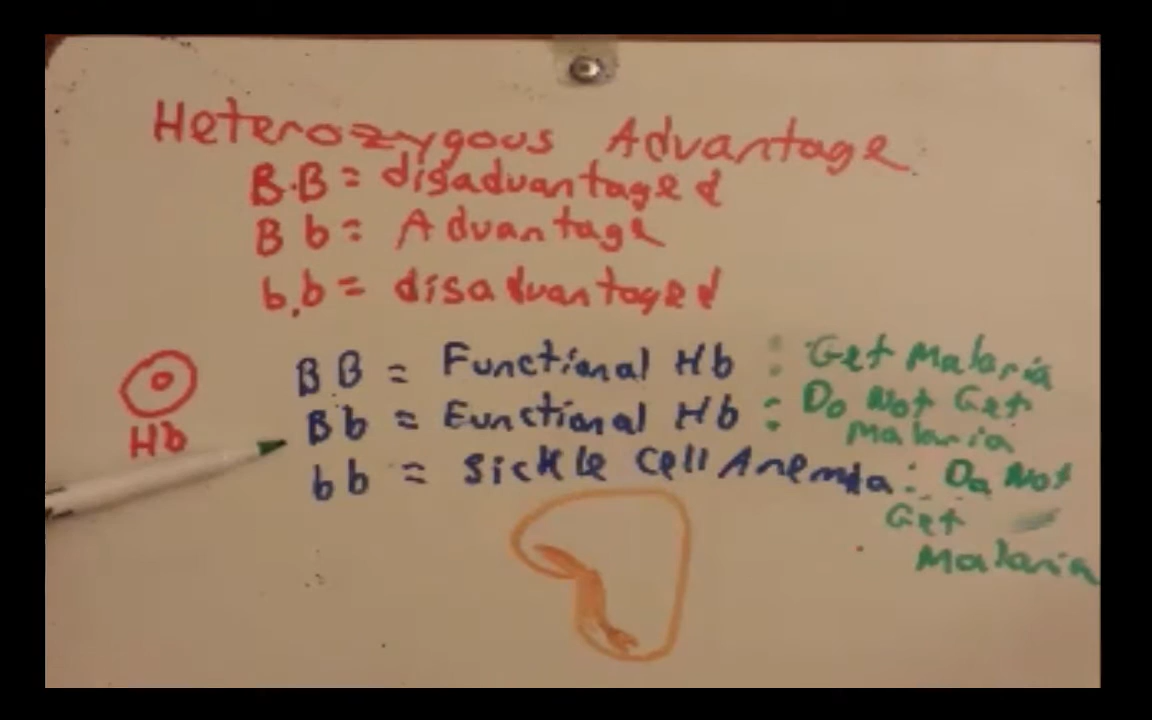 Heterozygous Advantage
B.B = disadvantaged
Bb = Advantage
b,b = disadvantaged
BB = Functional Hb : Get Malaria
Bb = Functional Hb : Do Not Get
Malaria
Hb
bb = Sickle Cell Anemia : Do Not
Get
Malaria